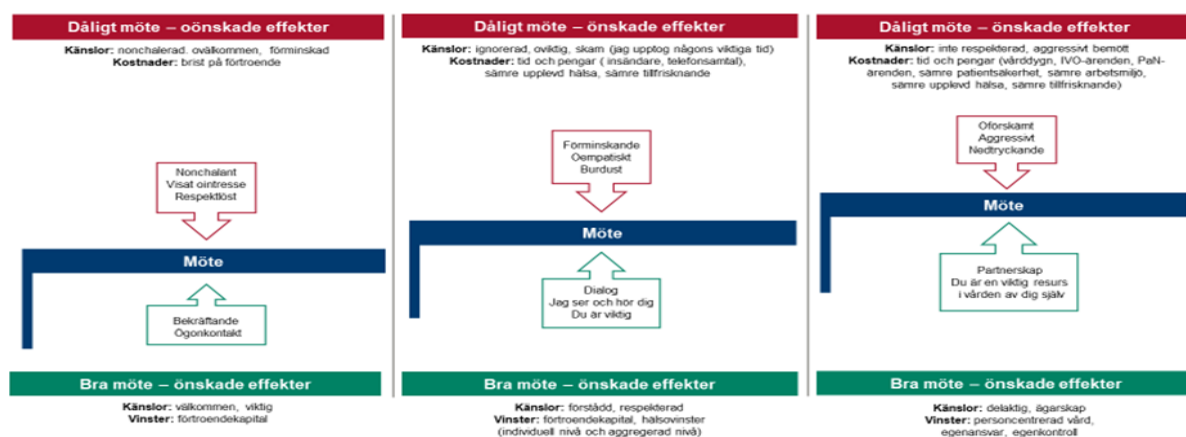 Dåligt möte – oönskade effekter
Känslor: nonchalerad. ovälkommen, förminskad
Kostnader: brist på förtroende
Nonchalant
Visat ointresse
Respektlöst
Möte
Bekräftande
Ögonkontakt
Bra möte – önskade effekter
Känslor: välkommen, viktig
Vinster: förtroendekapital
Dåligt möte – önskade effekter
Känslor: ignorerad, oviktig, skam (jag upptog någons viktiga tid)
Kostnader: tid och pengar ( insändare, telefonsamtal),
sämre upplevd hälsa, sämre tillfrisknande
Förminskande
Oempatiskt
Burdust
Möte
Dialog
Jag ser och hör dig
Du är viktig
Bra möte – önskade effekter
Känslor: förstådd, respekterad
Vinster: förtroendekapital, hälsovinster
(individuell nivå och aggregerad nivå)
Dåligt möte – önskade effekter
Känslor: inte respekterad, aggressivt bemött
Kostnader: tid och pengar (vårddygn, IVO-ärenden, PaN-
ärenden, sämre patientsäkerhet, sämre arbetsmiljö,
sämre upplevd hälsa, sämre tillfrisknande)
Oförskämt
Aggressivt
Nedtryckande
Möte
Partnerskap
Du är en viktig resurs
i vården av dig själv
Bra möte – önskade effekter
Känslor: delaktig, ägarskap
Vinster: personcentrerad vård,
egenansvar, egenkontroll